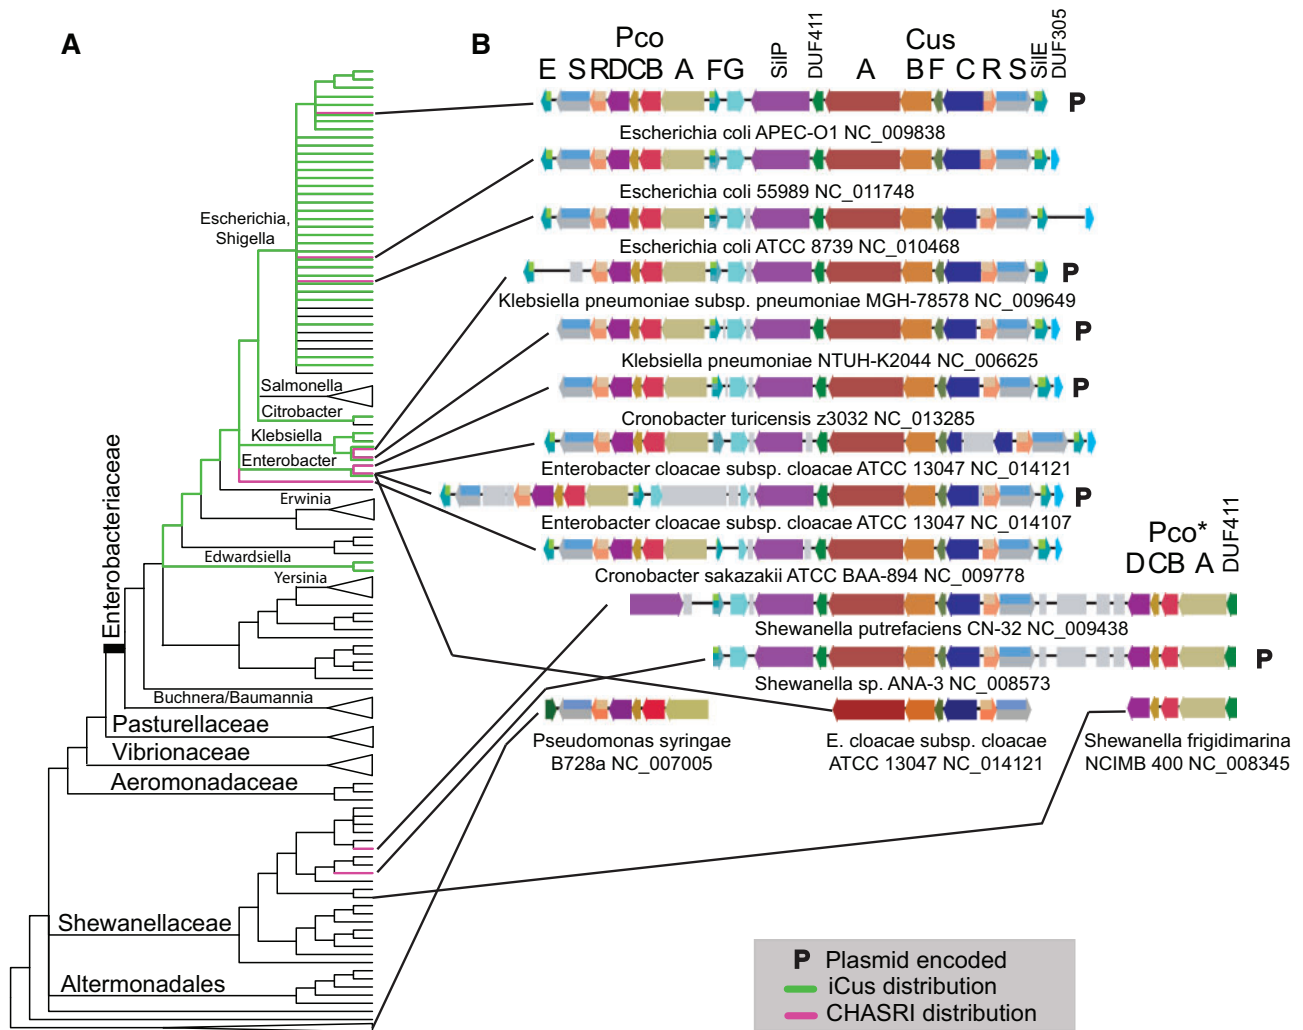 A
B
Pco
Cus
SilP
DUF411
SilE
DUF305
E S R D C B A F G
A B F C R S
P
Escherichia coli APEC-O1 NC_009838
Escherichia coli 55989 NC_011748
Escherichia coli ATCC 8739 NC_010468
P
Klebsiella pneumoniae subsp. pneumoniae MGH-78578 NC_009649
P
Klebsiella pneumoniae NTUH-K2044 NC_006625
P
Cronobacter turicensis z3032 NC_013285
Enterobacter cloacae subsp. cloacae ATCC 13047 NC_014121
P
Enterobacter cloacae subsp. cloacae ATCC 13047 NC_014107
Cronobacter sakazakii ATCC BAA-894 NC_009778
Pco*
DUF411
D C B A
Shewanella putrefaciens CN-32 NC_009438
P
Shewanella sp. ANA-3 NC_008573
Pseudomonas syringae
B728a NC_007005
E. cloacae subsp. cloacae
ATCC 13047 NC_014121
Shewanella frigidimarina
NCIMB 400 NC_008345
Escherichia,
Shigella
Salmonella
Citrobacter
Klebsiella
Enterobacter
Erwinia
Edwardsiella
Yersinia
Enterobacteriaceae
Buchnera/Baumannia
Pasturellaceae
Vibrionaceae
Aeromonadaceae
Shewanellaceae
Altermonadales
P Plasmid encoded
iCus distribution
CHASRI distribution